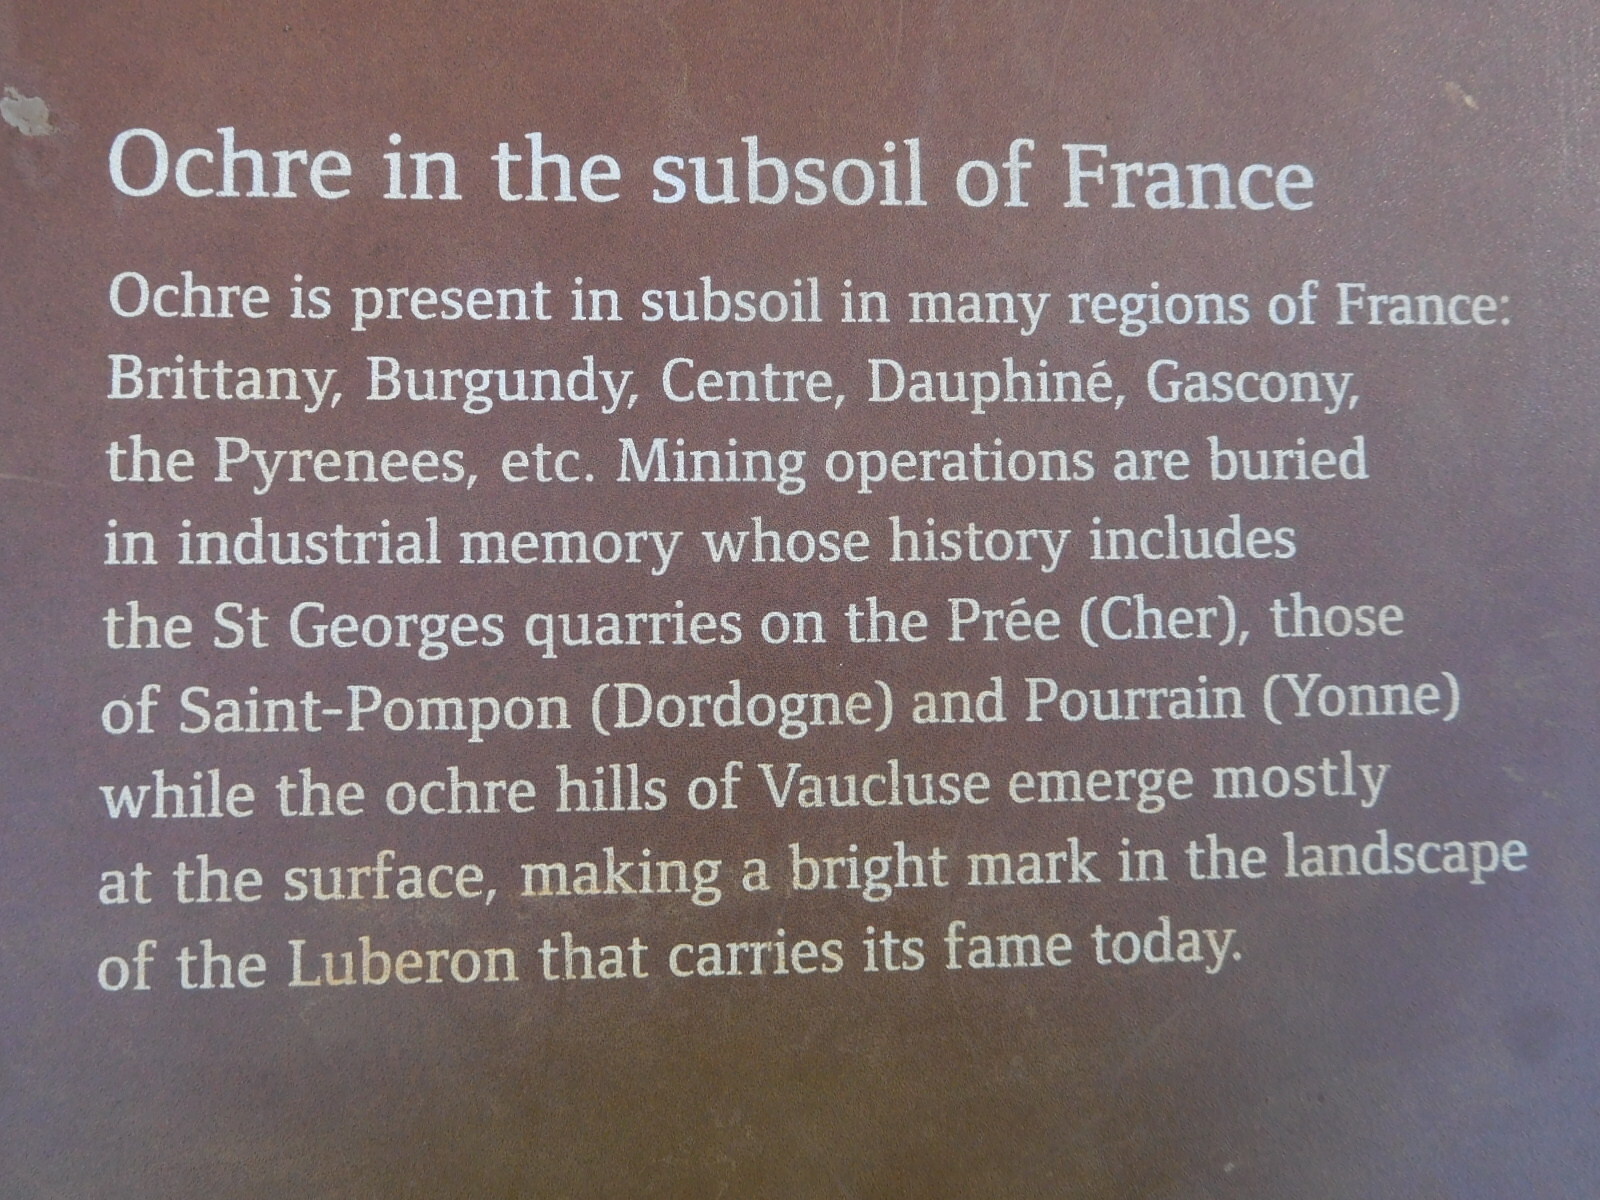 Ochre in the subsoil of France
Ochre is present in subsoil in many regions of France:
Brittany, Burgundy, Centre, Dauphiné, Gascony,
the Pyrenees, etc. Mining operations are buried
in industrial memory whose history includes
the St Georges quarries on the Prée (Cher), those
of Saint-Pompon (Dordogne) and Pourrain (Yonne)
while the ochre hills of Vaucluse emerge mostly
at the surface, making a bright mark in the landscape
of the Luberon that carries its fame today.